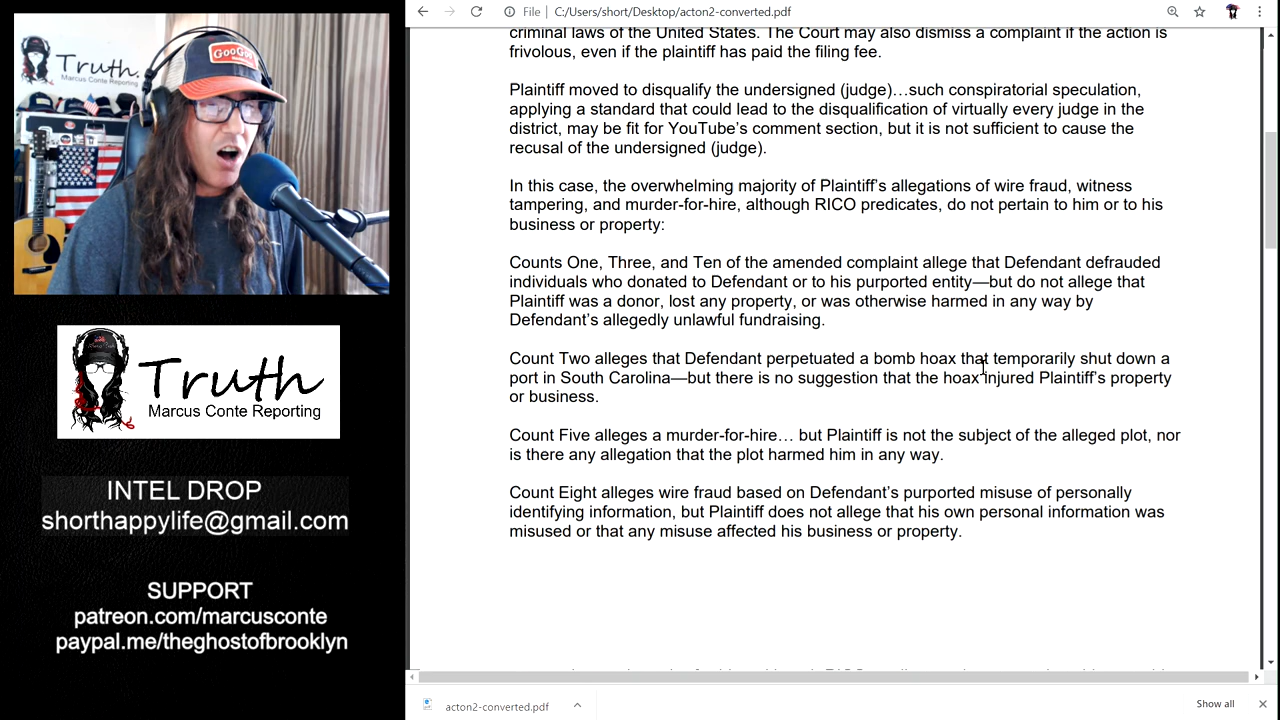 GooGoo
Truth.
Marcus Conte Reporting
Truth
Marcus Conte Reporting
INTEL DROP
shorthappylife@gmail.com
SUPPORT
patreon.com/marcusconte
paypal.me/theghostofbrooklyn
File | C:/Users/short/Desktop/acton2-converted.pdf
criminal laws of the United States. The Court may also dismiss a complaint if the action is
frivolous, even if the plaintiff has paid the filing fee.
Plaintiff moved to disqualify the undersigned (judge)…such conspiratorial speculation,
applying a standard that could lead to the disqualification of virtually every judge in the
district, may be fit for YouTube's comment section, but it is not sufficient to cause the
recusal of the undersigned (judge).
In this case, the overwhelming majority of Plaintiff's allegations of wire fraud, witness
tampering, and murder-for-hire, although RICO predicates, do not pertain to him or to his
business or property:
Counts One, Three, and Ten of the amended complaint allege that Defendant defrauded
individuals who donated to Defendant or to his purported entity—but do not allege that
Plaintiff was a donor, lost any property, or was otherwise harmed in any way by
Defendant's allegedly unlawful fundraising.
Count Two alleges that Defendant perpetuated a bomb hoax that temporarily shut down a
port in South Carolina—but there is no suggestion that the hoax injured Plaintiff's property
or business.
Count Five alleges a murder-for-hire… but Plaintiff is not the subject of the alleged plot, nor
is there any allegation that the plot harmed him in any way.
Count Eight alleges wire fraud based on Defendant's purported misuse of personally
identifying information, but Plaintiff does not allege that his own personal information was
misused or that any misuse affected his business or property.
acton2-converted.pdf
Show all